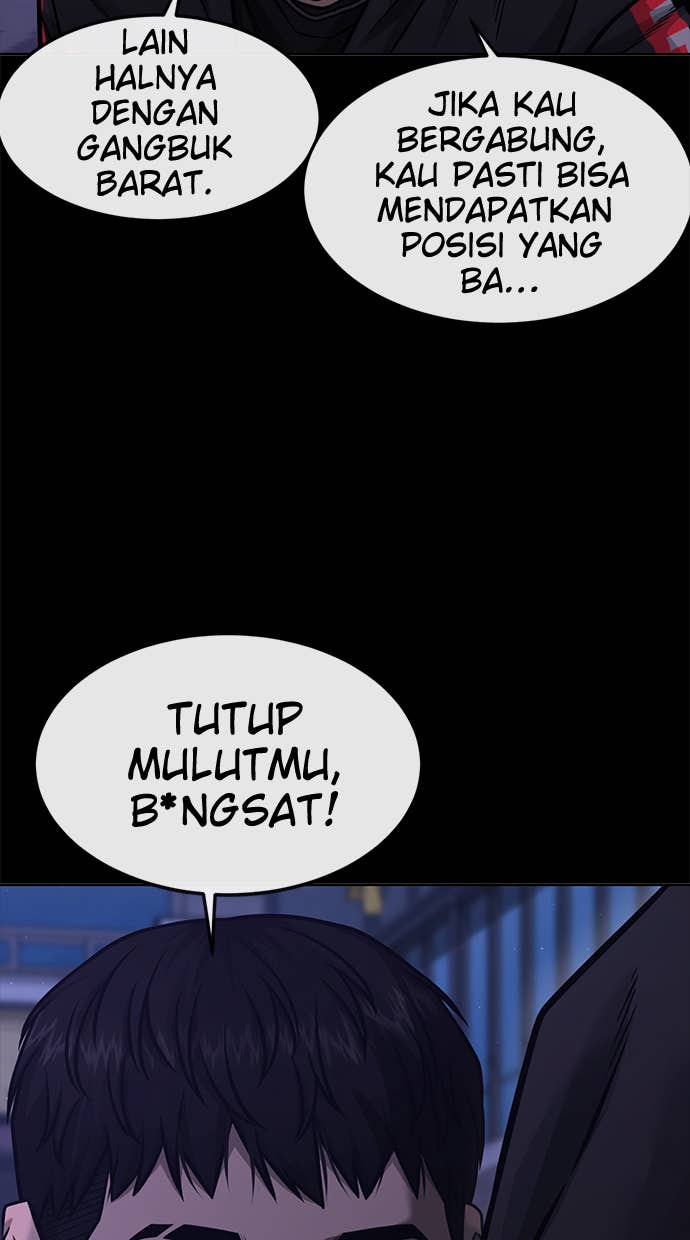 LAIN
HALNYA
DENGAN
GANGBUK
BARAT.
JIKA KAU
BERGABUNG,
KAU PASTI BISA
MENDAPATKAN
POSISI YANG
BA...
TUTUP
MULUTMU,
B*NGSAT!